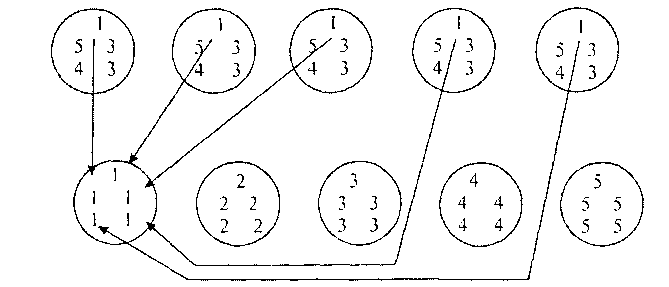 1 1 1 1 1
5 3 5 3 5 3 5 3 5 3
4 3 4 3 4 3 4 3 4 3
1 2 3 4 5
1 1 2 2 3 3 4 4 5 5
1 1 2 2 3 3 4 4 5 5